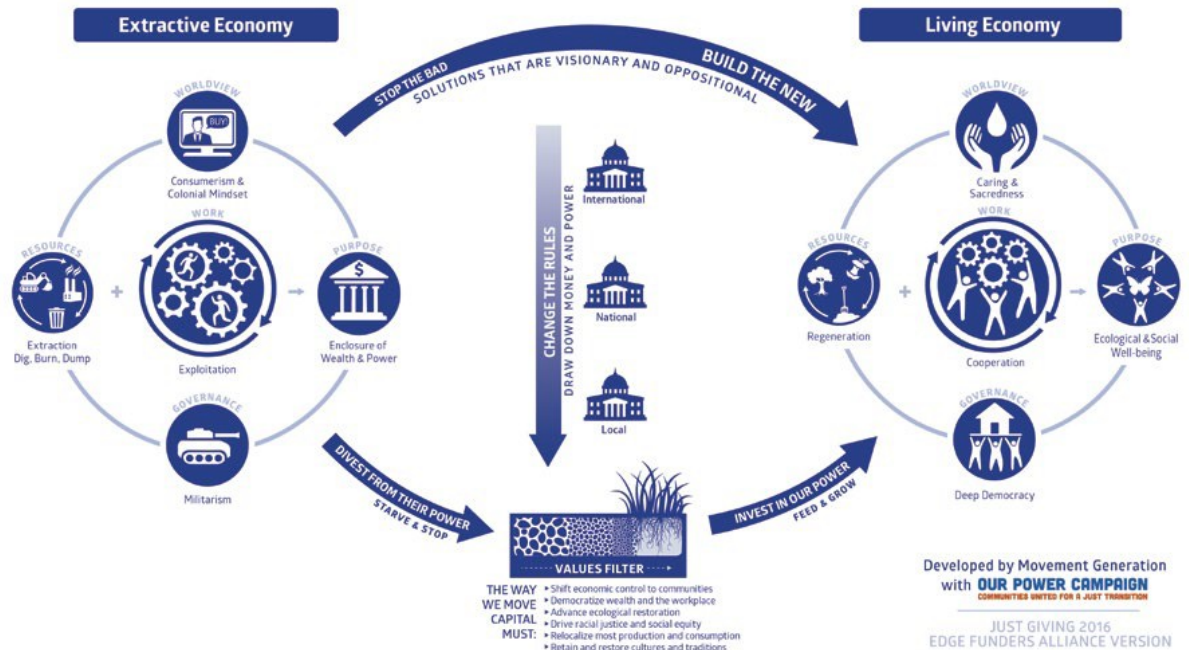 Extractive Economy
WORLDVIEW
BUY!
Consumerism &
Colonial Mindset
RESOURCES
Extraction
Dig, Burn, Dump
+
WORK
Exploitation
PURPOSE
$
Enclosure of
Wealth & Power
GOVERNANCE
Militarism
STOP THE BAD
BUILD THE NEW
SOLUTIONS THAT ARE VISIONARY AND OPPOSITIONAL
CHANGE THE RULES
DRAW DOWN MONEY AND POWER
International
National
Local
DIVEST FROM THEIR POWER
STARVE & STOP
VALUES FILTER
THE WAY
WE MOVE
CAPITAL
MUST:
▸ Shift economic control to communities
▸ Democratize wealth and the workplace
▸ Advance ecological restoration
▸ Drive racial justice and social equity
▸ Relocalize most production and consumption
▸ Retain and restore cultures and traditions
INVEST IN OUR POWER
FEED & GROW
Living Economy
WORLDVIEW
Caring &
Sacredness
RESOURCES
Regeneration
+
WORK
Cooperation
PURPOSE
Ecological & Social
Well-being
GOVERNANCE
Deep Democracy
Developed by Movement Generation
with OUR POWER CAMPAIGN
COMMUNITIES UNITED FOR A JUST TRANSITION
JUST GIVING 2016
EDGE FUNDERS ALLIANCE VERSION